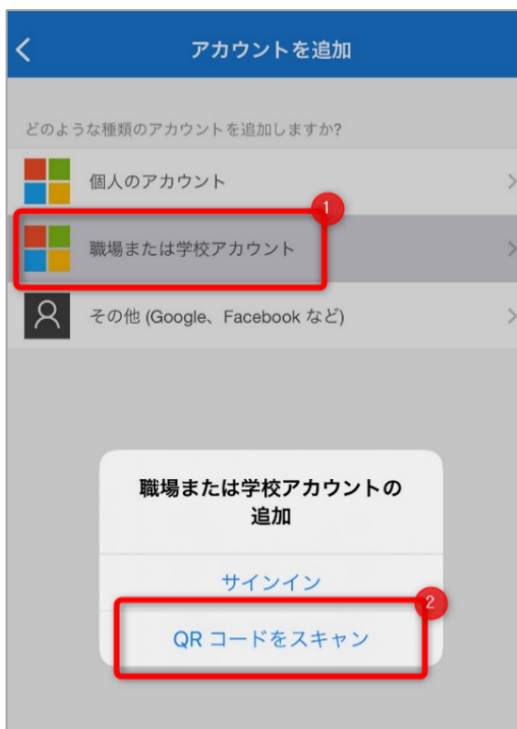 アカウントを追加
どのような種類のアカウントを追加しますか?
個人のアカウント
1
職場または学校アカウント
その他 (Google、Facebook など)
職場または学校アカウントの
追加
サインイン
2
QR コードをスキャン